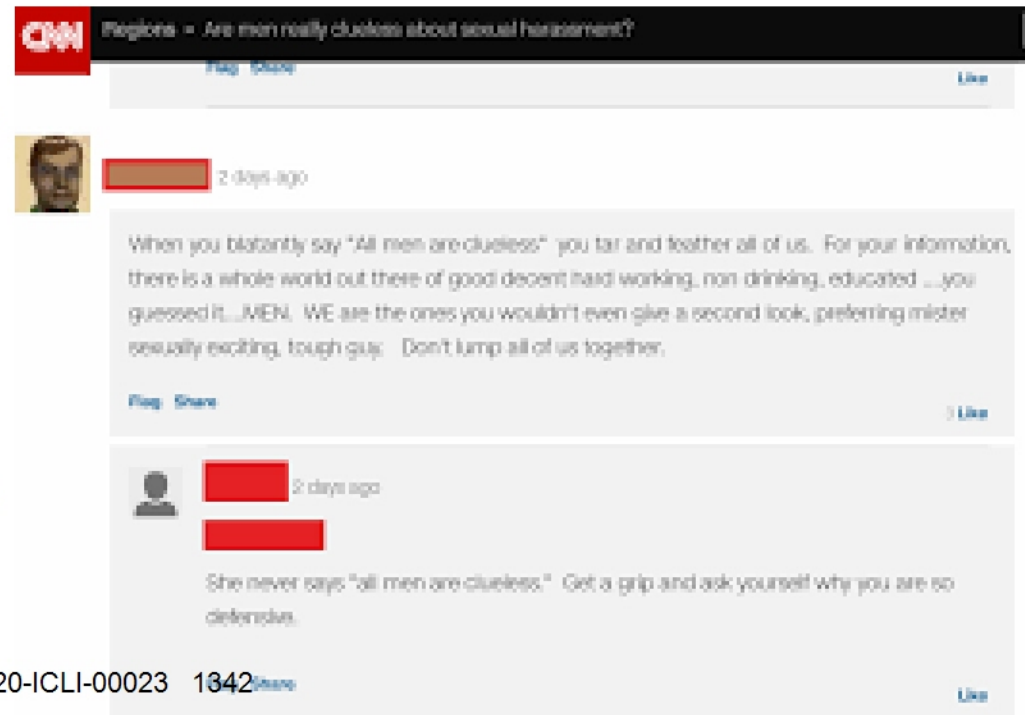 CNN Regions - Are men really clueless about sexual harassment?
Flag Share
Like
2 days ago
When you blatantly say "All men are clueless" you tar and feather all of us. For your information,
there is a whole world out there of good decent hard working, non drinking, educated ....you
guessed it....MEN. WE are the ones you wouldn't even give a second look, preferring mister
sexually exciting, tough guy. Don't lump all of us together.
Flag Share
Like
2 days ago
She never says "all men are clueless." Get a grip and ask yourself why you are so
defensive.
20-ICLI-00023 1342
Share
Like